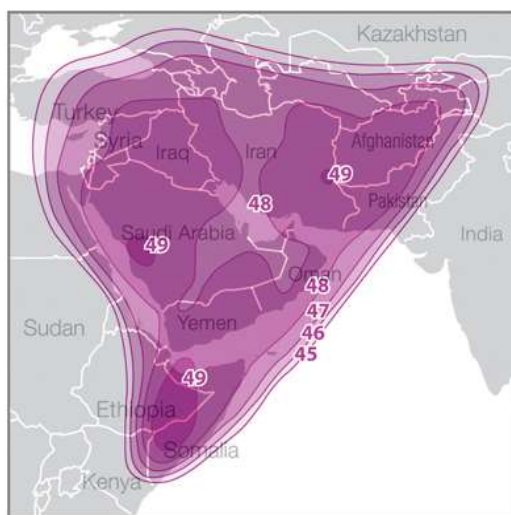 Kazakhstan
Turkey
Syria
Iraq
Iran
Afghanistan
49
48
Pakistan
Saudi Arabia
49
India
Oman
48
47
Sudan
Yemen
46
45
49
Ethiopia
Somalia
Kenya